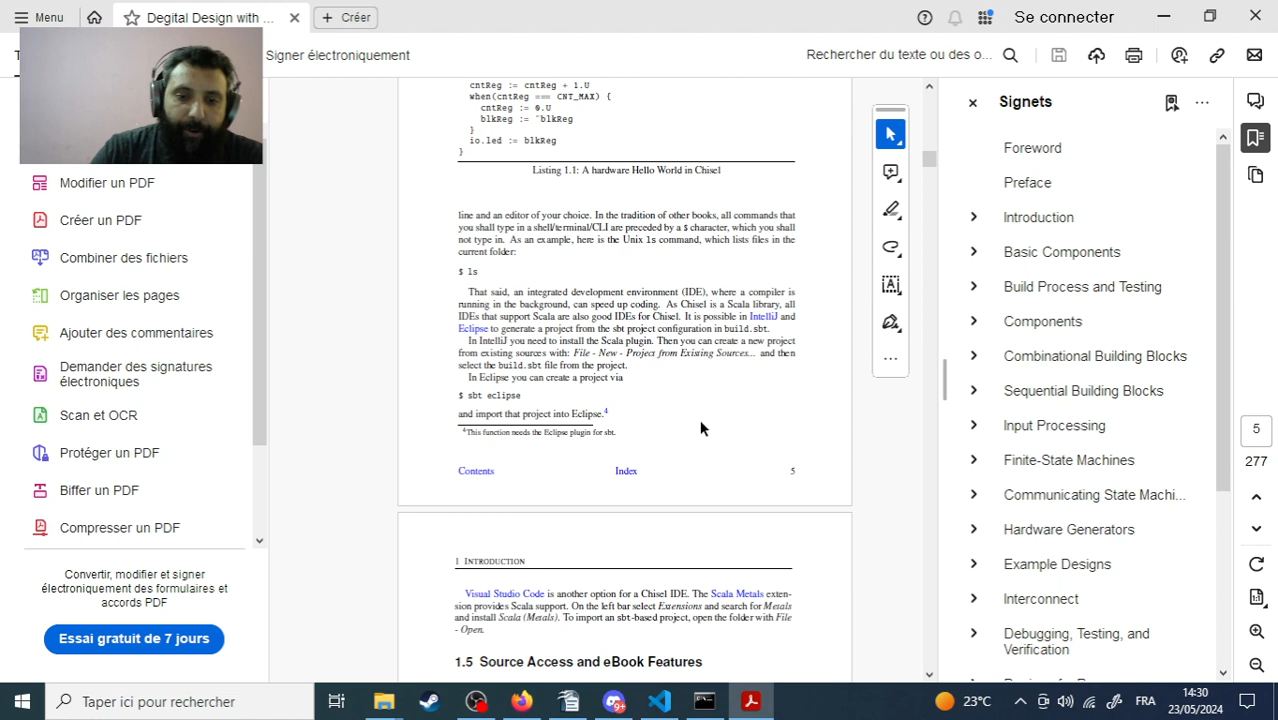 Menu
Degital Design with ...
Créer
Se connecter
T
Signer électroniquement
Rechercher du texte ou des o...
Modifier un PDF
Créer un PDF
Combiner des fichiers
Organiser les pages
Ajouter des commentaires
Demander des signatures
électroniques
Scan et OCR
Protéger un PDF
Biffer un PDF
Compresser un PDF
Convertir, modifier et signer
électroniquement des formulaires et
accords PDF
Essai gratuit de 7 jours
cntReg := cntReg + 1.U
when(cntReg === CNT_MAX) {
cntReg := 0.U
blkReg := ~blkReg
}
io.led := blkReg
}
Listing 1.1: A hardware Hello World in Chisel
line and an editor of your choice. In the tradition of other books, all commands that
you shall type in a shell/terminal/CLI are preceded by a $ character, which you shall
not type in. As an example, here is the Unix ls command, which lists files in the
current folder:
$ ls
That said, an integrated development environment (IDE), where a compiler is
running in the background, can speed up coding. As Chisel is a Scala library, all
IDEs that support Scala are also good IDEs for Chisel. It is possible in IntelliJ and
Eclipse to generate a project from the sbt project configuration in build.sbt.
In IntelliJ you need to install the Scala plugin. Then you can create a new project
from existing sources with: File - New - Project from Existing Sources... and then
select the build.sbt file from the project.
In Eclipse you can create a project via
$ sbt eclipse
and import that project into Eclipse.4
4This function needs the Eclipse plugin for sbt.
Contents Index 5
1 INTRODUCTION
Visual Studio Code is another option for a Chisel IDE. The Scala Metals exten-
sion provides Scala support. On the left bar select Extensions and search for Metals
and install Scala (Metals). To import an sbt-based project, open the folder with File
- Open.
1.5 Source Access and eBook Features
Signets
Foreword
Preface
Introduction
Basic Components
Build Process and Testing
Components
Combinational Building Blocks
Sequential Building Blocks
Input Processing
Finite-State Machines
Communicating State Machi...
Hardware Generators
Example Designs
Interconnect
Debugging, Testing, and
Verification
5
277
Taper ici pour rechercher
23°C
FRA
14:30
23/05/2024